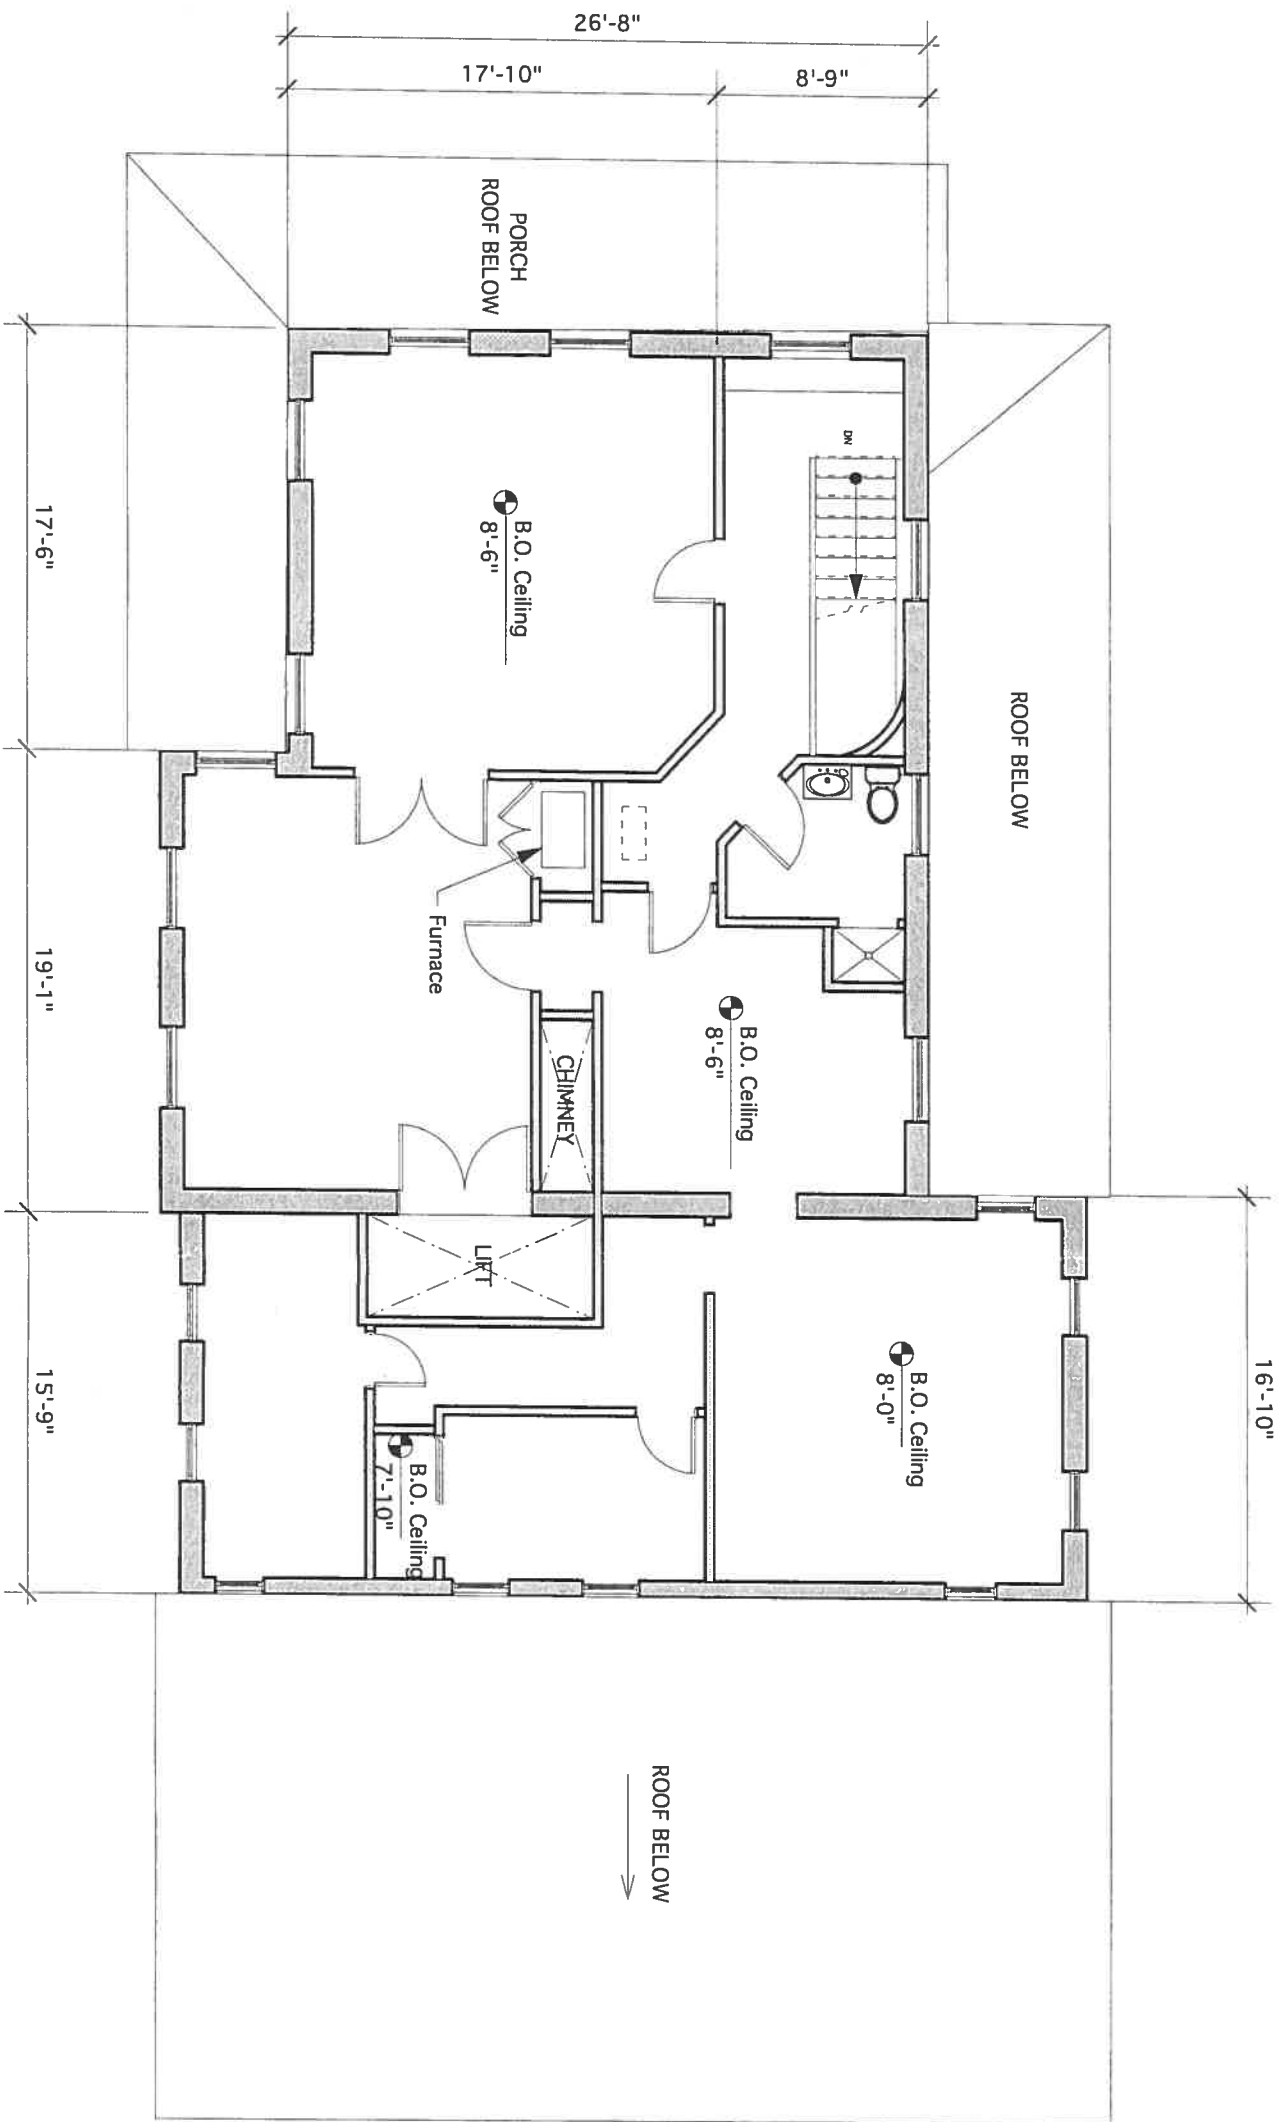 26'-8"
17'-10"
8'-9"
PORCH
ROOF BELOW
DN
B.O. Ceiling
8'-6"
ROOF BELOW
17'-6"
Furnace
19'-1"
CHIMNEY
B.O. Ceiling
8'-6"
LIFT
B.O. Ceiling
8'-0"
16'-10"
15'-9"
B.O. Ceiling
7'-10"
ROOF BELOW